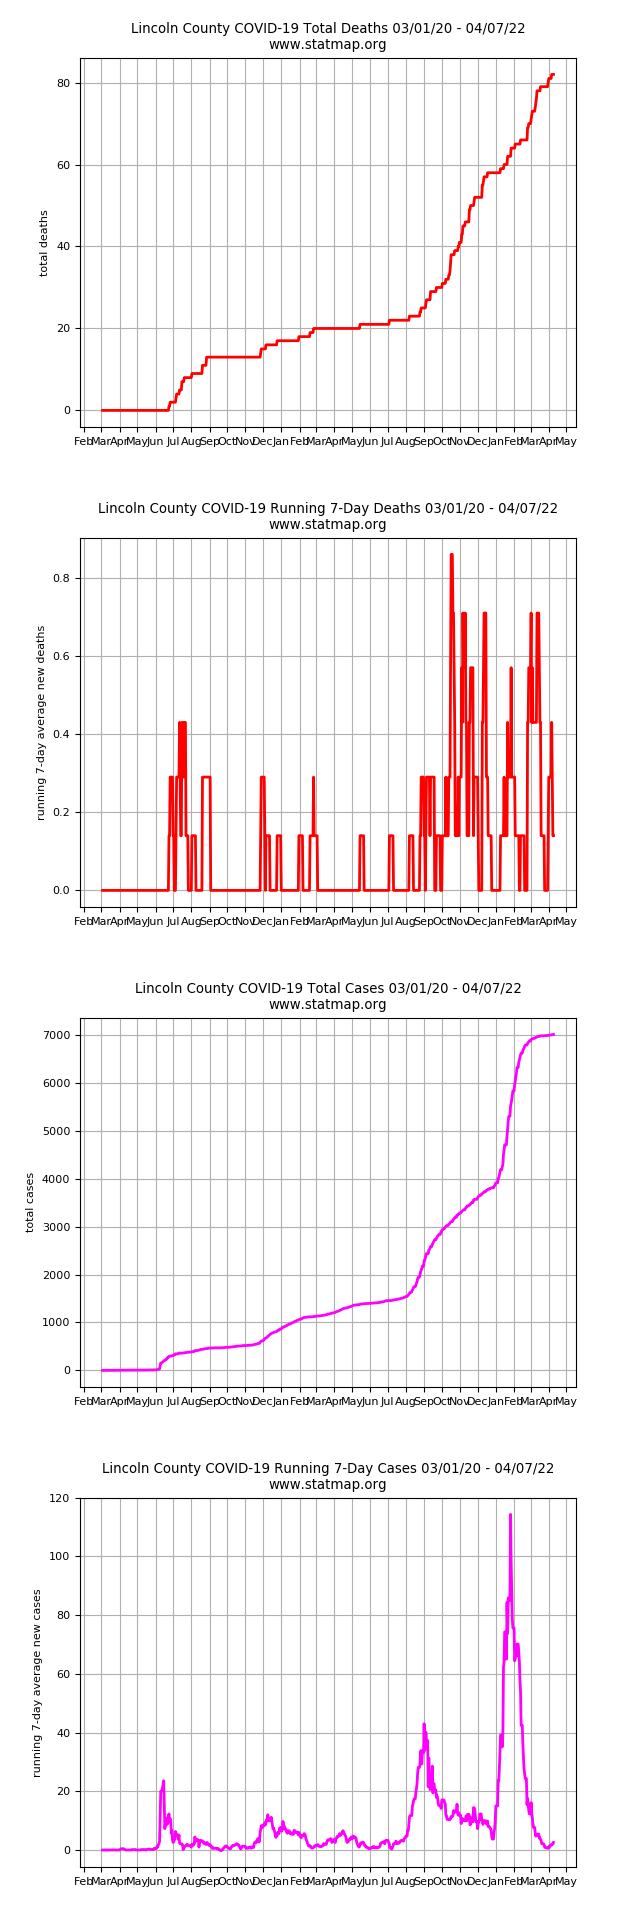 Lincoln County COVID-19 Total Deaths 03/01/20 - 04/07/22
www.statmap.org
80
60
40
20
0
total deaths
Feb Mar Apr May Jun Jul Aug Sep Oct Nov Dec Jan Feb Mar Apr May Jun Jul Aug Sep Oct Nov Dec Jan Feb Mar Apr May
Lincoln County COVID-19 Running 7-Day Deaths 03/01/20 - 04/07/22
www.statmap.org
0.8
0.6
0.4
0.2
0.0
running 7-day average new deaths
Feb Mar Apr May Jun Jul Aug Sep Oct Nov Dec Jan Feb Mar Apr May Jun Jul Aug Sep Oct Nov Dec Jan Feb Mar Apr May
Lincoln County COVID-19 Total Cases 03/01/20 - 04/07/22
www.statmap.org
7000
6000
5000
4000
3000
2000
1000
0
total cases
Feb Mar Apr May Jun Jul Aug Sep Oct Nov Dec Jan Feb Mar Apr May Jun Jul Aug Sep Oct Nov Dec Jan Feb Mar Apr May
Lincoln County COVID-19 Running 7-Day Cases 03/01/20 - 04/07/22
www.statmap.org
120
100
80
60
40
20
0
running 7-day average new cases
Feb Mar Apr May Jun Jul Aug Sep Oct Nov Dec Jan Feb Mar Apr May Jun Jul Aug Sep Oct Nov Dec Jan Feb Mar Apr May